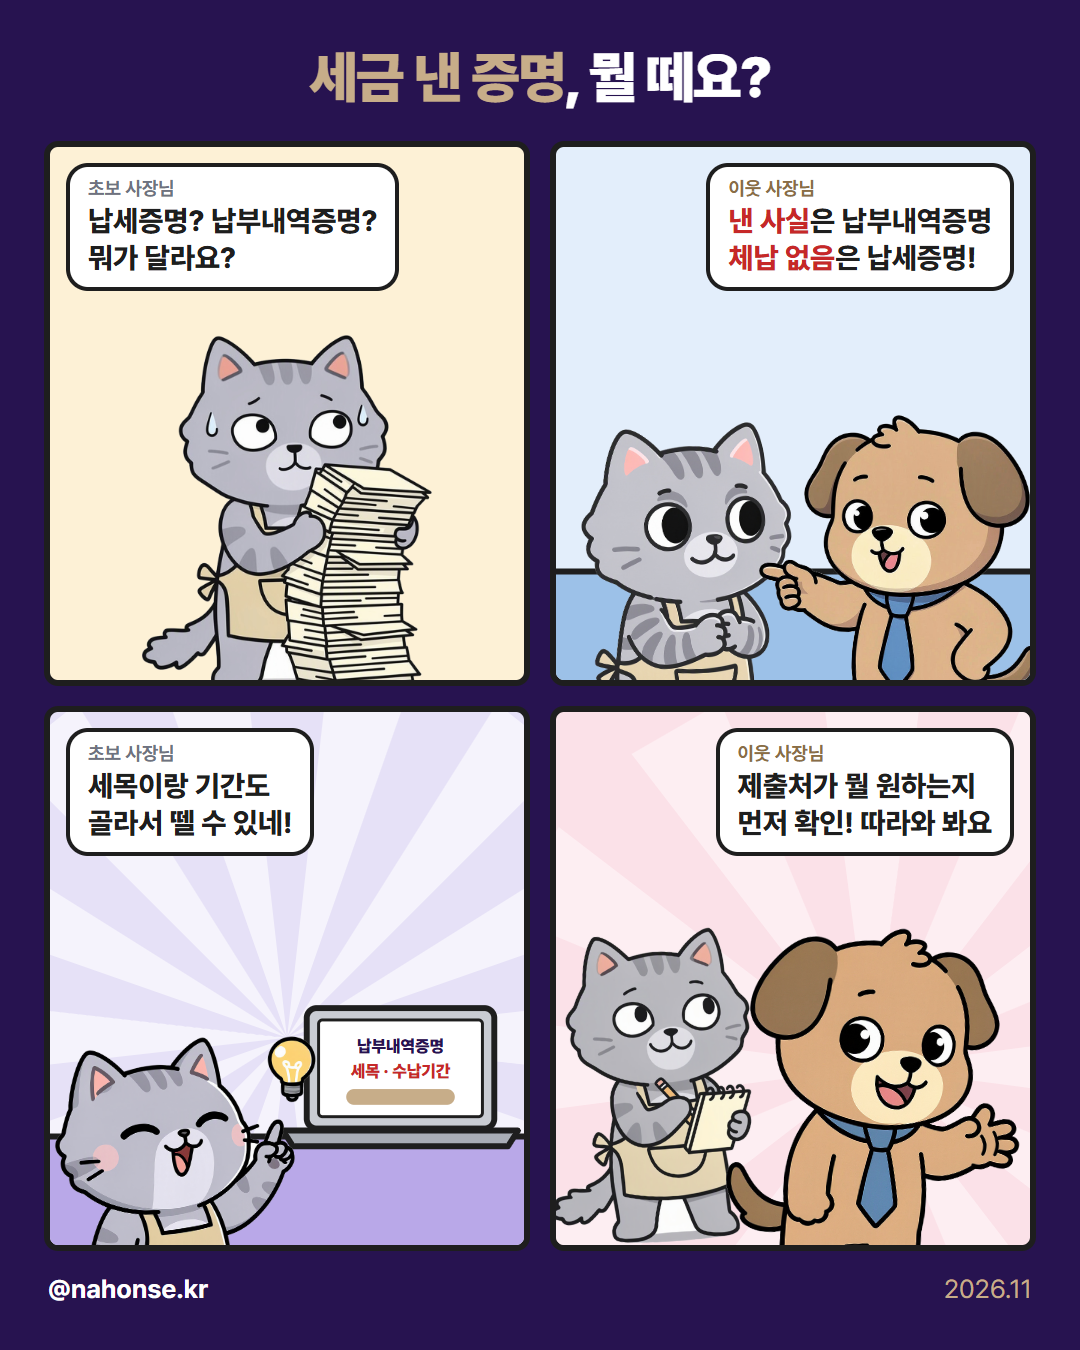 세금 낸 증명, 뭘 떼요?
초보 사장님
납세증명? 납부내역증명?
뭐가 달라요?
이웃 사장님
낸 사실은 납부내역증명
체납 없음은 납세증명!
초보 사장님
세목이랑 기간도
골라서 뗄 수 있네!
납부내역증명
세목 · 수납기간
이웃 사장님
제출처가 뭘 원하는지
먼저 확인! 따라와 봐요
@nahonse.kr
2026.11